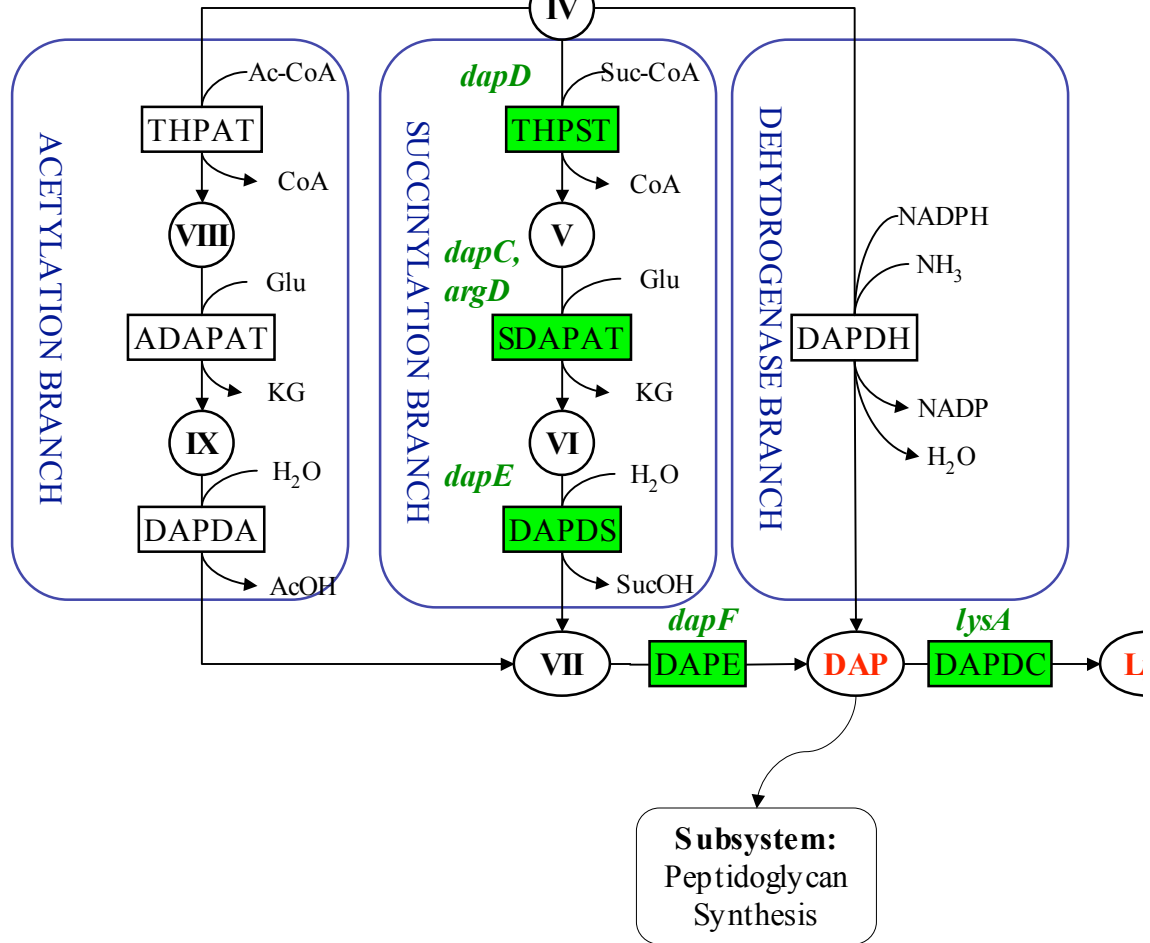 IV
ACETYLATION BRANCH
Ac-CoA
THPAT
CoA
VIII
Glu
ADAPAT
KG
IX
H₂O
DAPDA
AcOH
SUCCINYLATION BRANCH
dapD
Suc-CoA
THPST
CoA
V
dapC,
argD
Glu
SDAPAT
KG
VI
dapE
H₂O
DAPDS
SucOH
DEHYDROGENASE BRANCH
NADPH
NH₃
DAPDH
NADP
H₂O
VII
dapF
DAPE
DAP
lysA
DAPDC
L
Subsystem:
Peptidoglycan
Synthesis